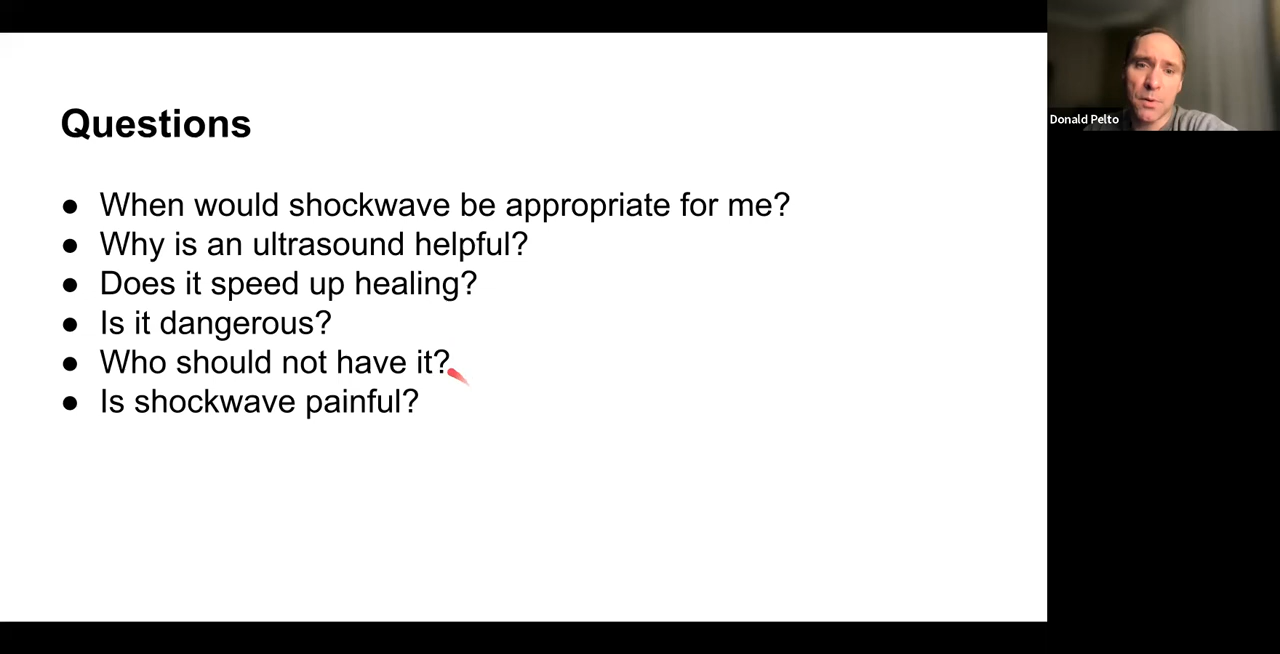 Questions
● When would shockwave be appropriate for me?
● Why is an ultrasound helpful?
● Does it speed up healing?
● Is it dangerous?
● Who should not have it?
● Is shockwave painful?
Donald Pelto